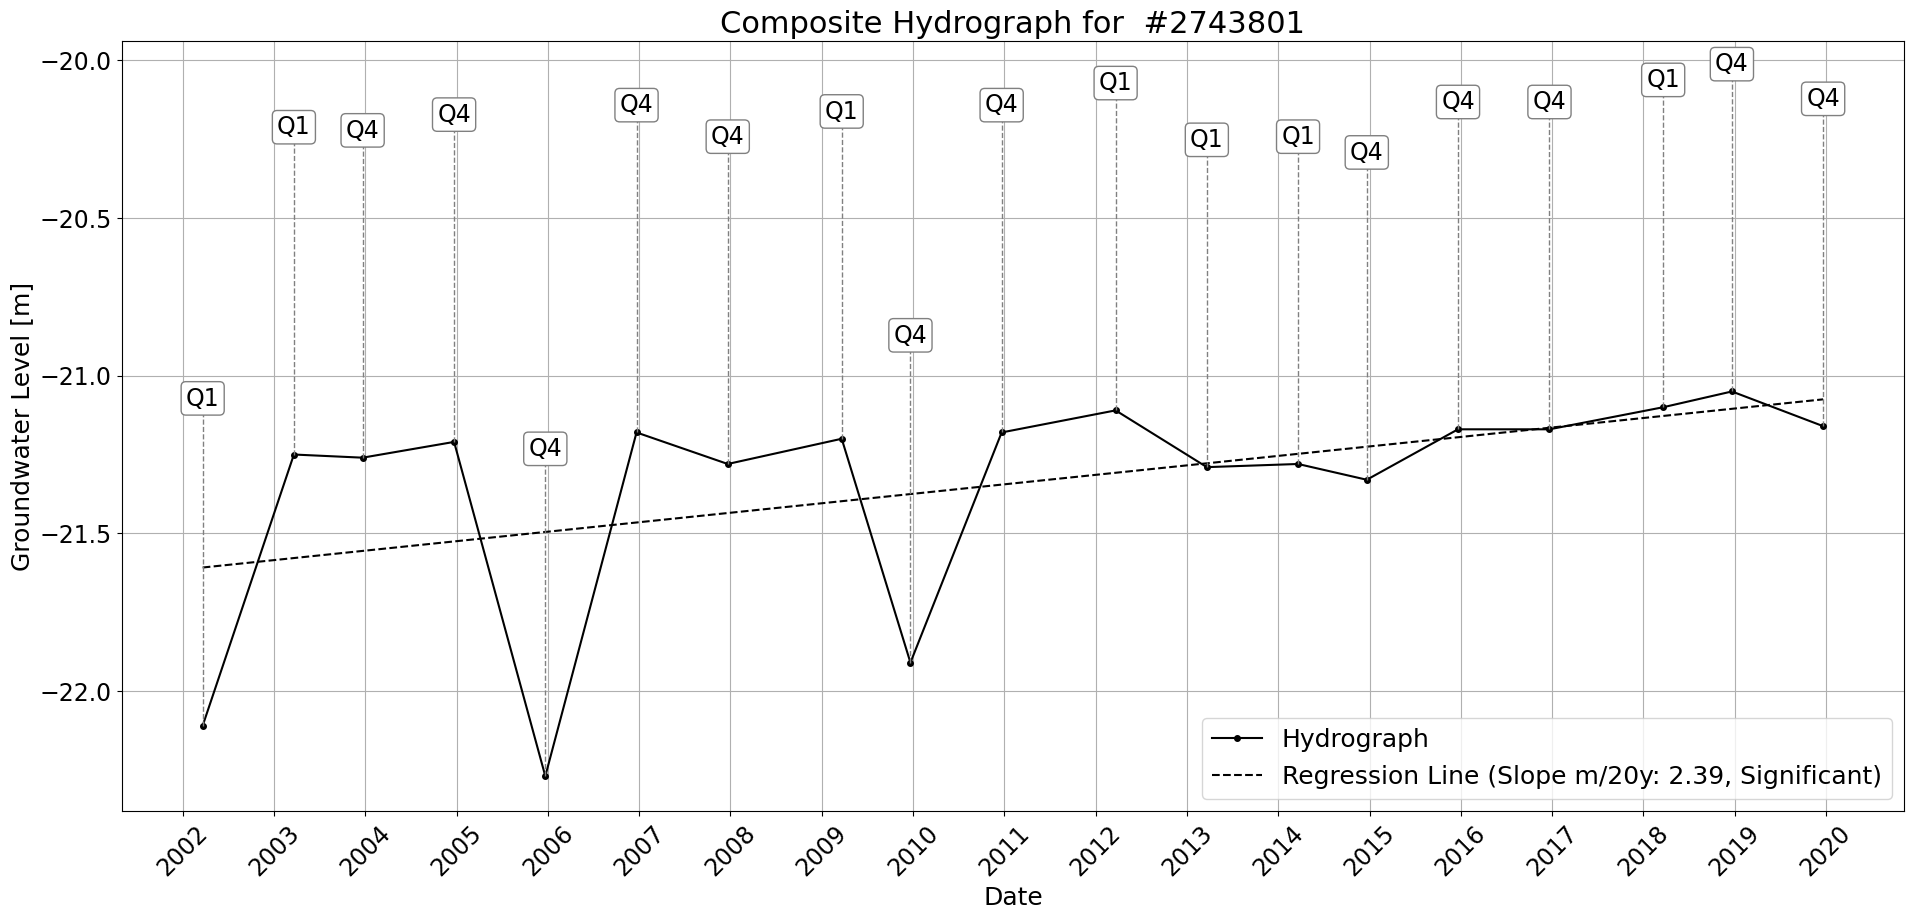 Composite Hydrograph for  #2743801
Groundwater Level [m]
−20.0
−20.5
−21.0
−21.5
−22.0
Q1
Q1
Q4
Q4
Q4
Q4
Q4
Q1
Q4
Q4
Q1
Q1
Q1
Q4
Q4
Q4
Q1
Q4
Q4
Hydrograph
Regression Line (Slope m/20y: 2.39, Significant)
2002
2003
2004
2005
2006
2007
2008
2009
2010
2011
2012
2013
2014
2015
2016
2017
2018
2019
2020
Date